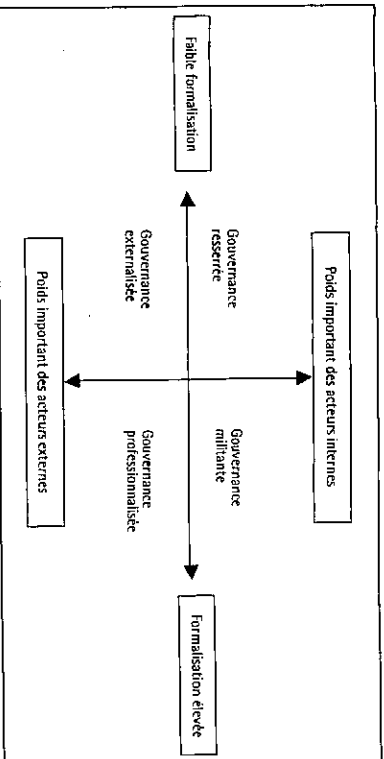 Poids important des acteurs internes
Gouvernance
resserrée
Gouvernance
militante
Faible formalisation
Formalisation élevée
Gouvernance
externalisée
Gouvernance
professionnalisée
Poids important des acteurs externes